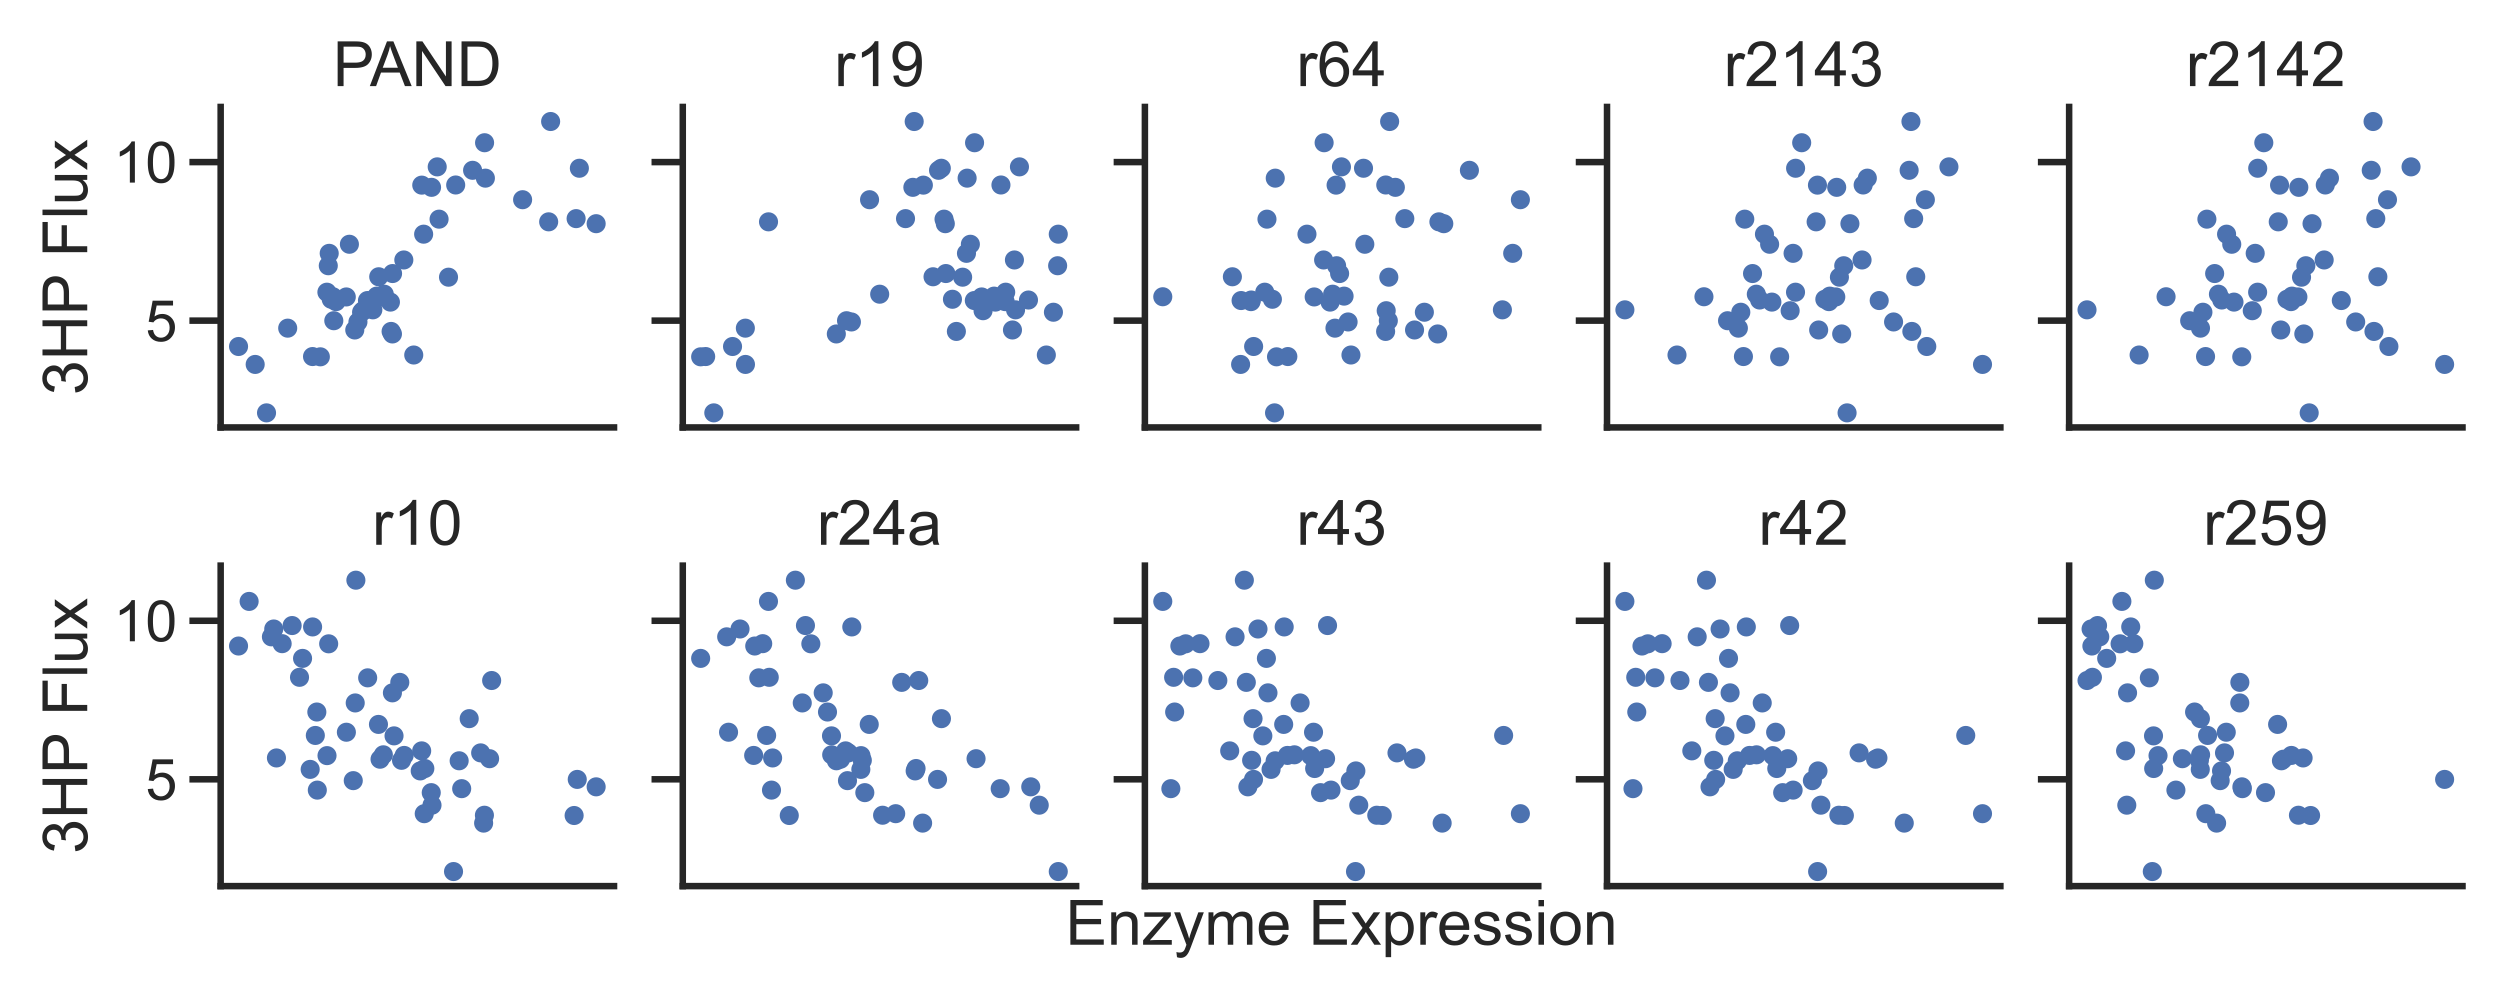 PAND r19 r64 r2143 r2142
10
5
3HP Flux
r10 r24a r43 r42 r259
10
5
3HP Flux
Enzyme Expression